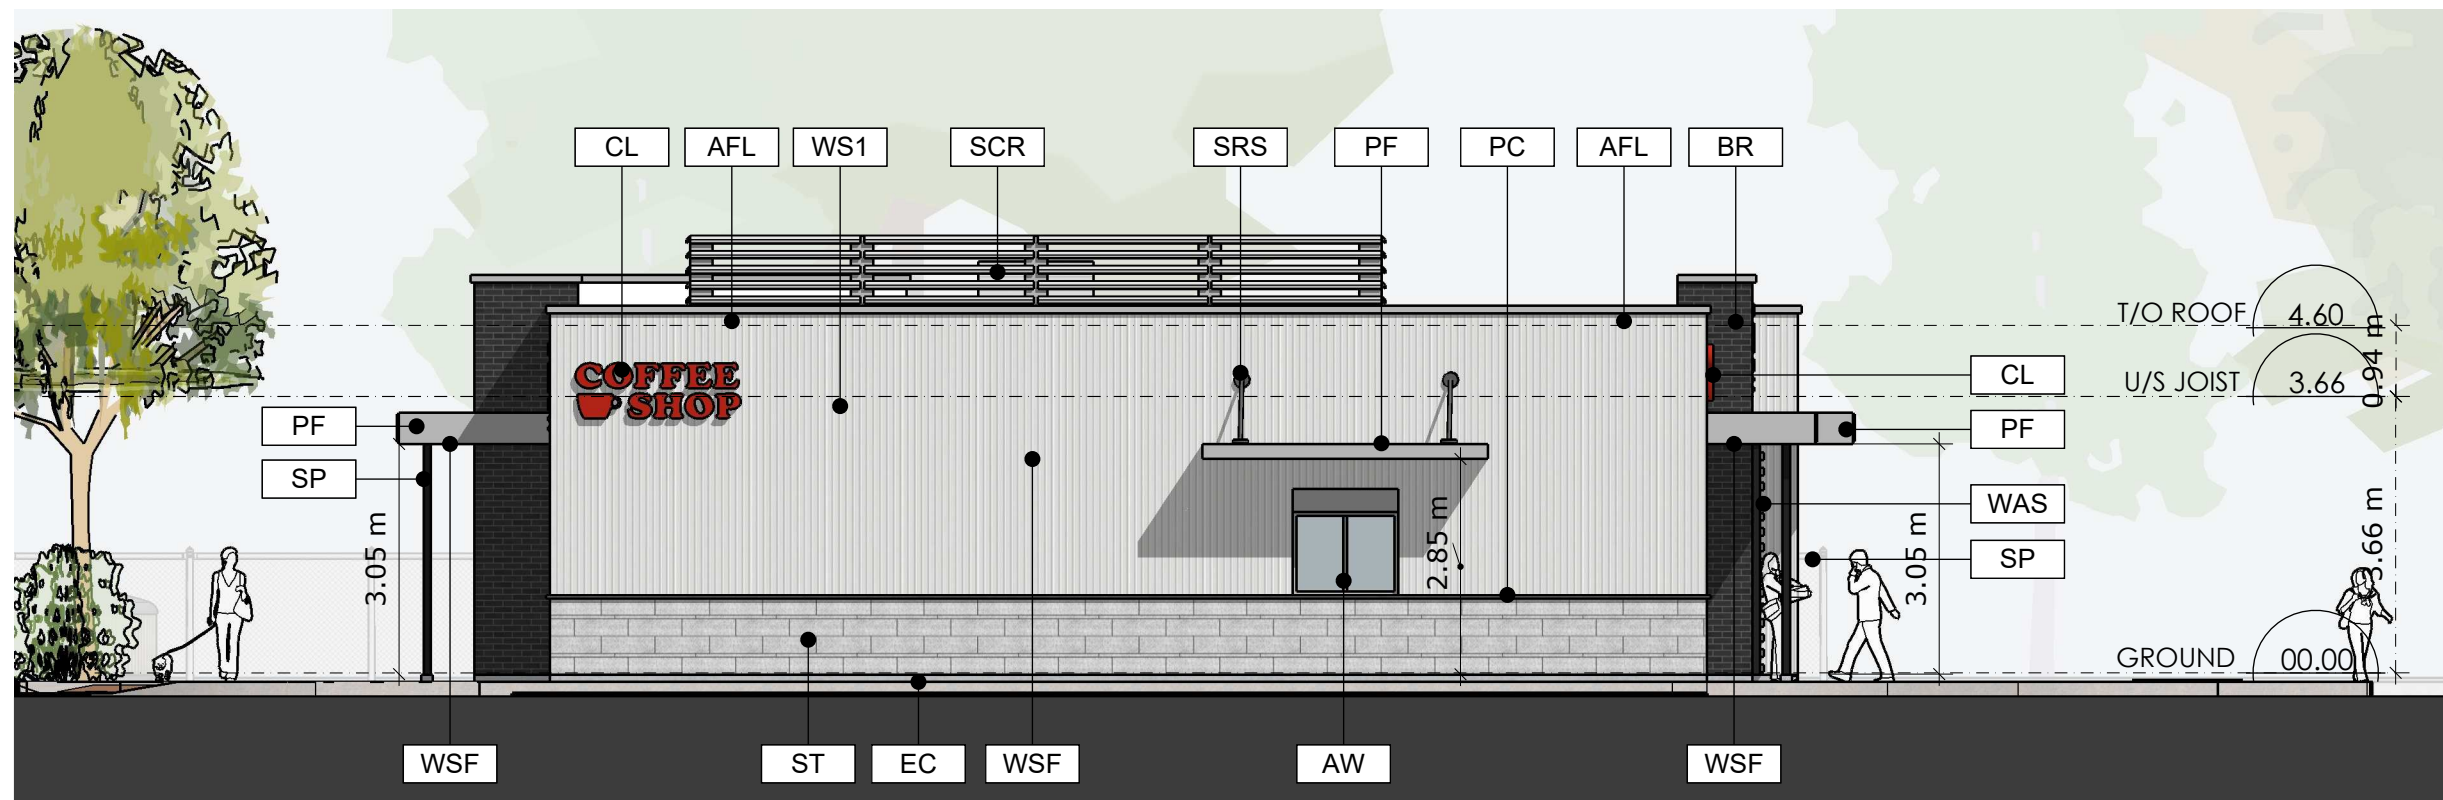 CL
AFL
WS1
SCR
SRS
PF
PC
AFL
BR
T/O ROOF 4.60
0.94 m
U/S JOIST 3.66
CL
COFFEE
SHOP
PF
PF
SP
WAS
3.05 m
2.85 m
3.05 m
3.66 m
SP
GROUND 00.00
WSF
ST
EC
WSF
AW
WSF